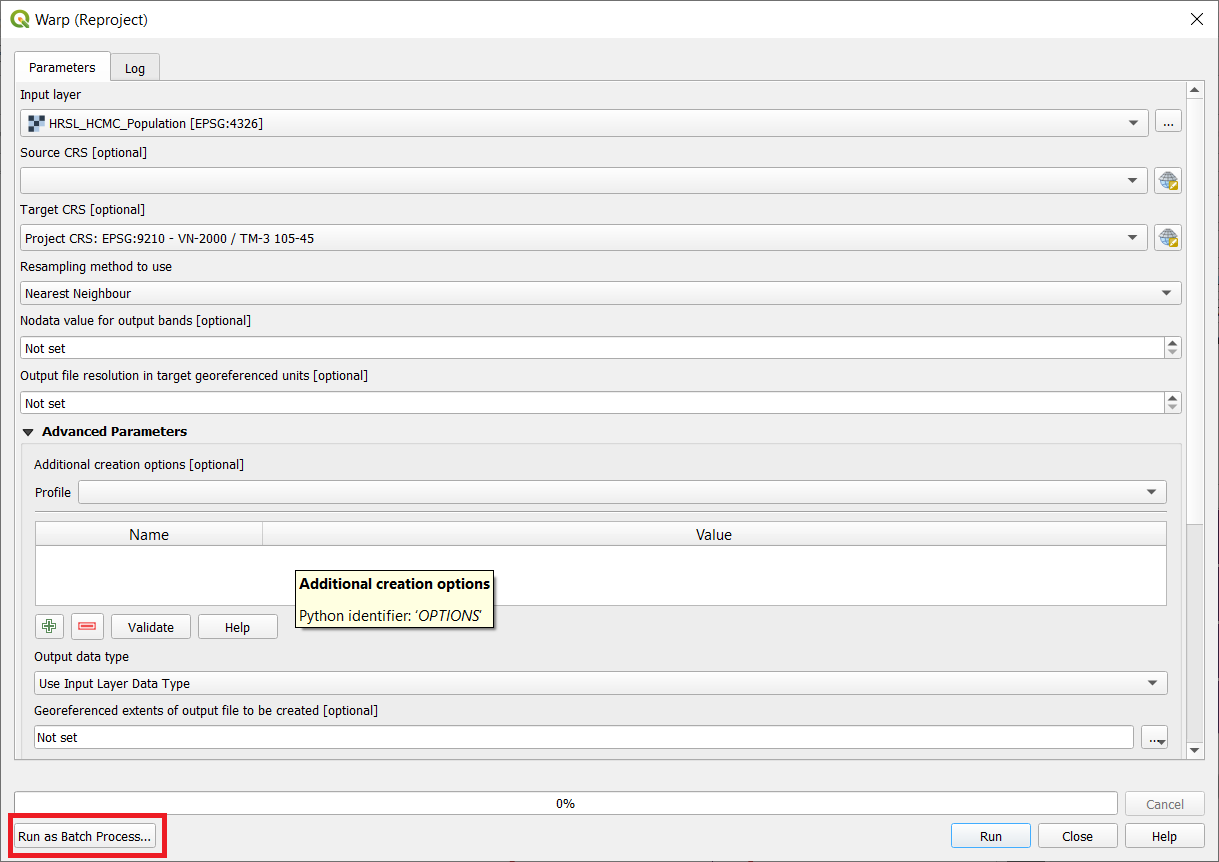 Warp (Reproject)
Parameters
Log
Input layer
HRSL_HCMC_Population [EPSG:4326]
...
Source CRS [optional]
Target CRS [optional]
Project CRS: EPSG:9210 - VN-2000 / TM-3 105-45
Resampling method to use
Nearest Neighbour
Nodata value for output bands [optional]
Not set
Output file resolution in target georeferenced units [optional]
Not set
Advanced Parameters
Additional creation options [optional]
Profile
Name Value
Additional creation options
Python identifier: ‘OPTIONS’
Validate Help
Output data type
Use Input Layer Data Type
Georeferenced extents of output file to be created [optional]
Not set
...
0%
Cancel
Run as Batch Process...
Run Close Help